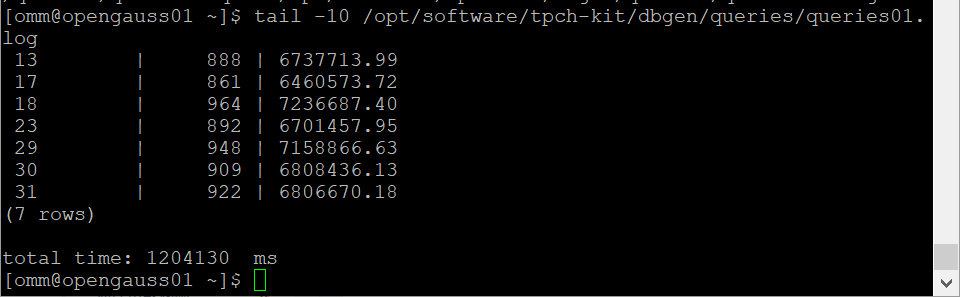 [omm@opengauss01 ~]$ tail -10 /opt/software/tpch-kit/dbgen/queries/queries01.
log
 13        |     888 | 6737713.99
 17        |     861 | 6460573.72
 18        |     964 | 7236687.40
 23        |     892 | 6701457.95
 29        |     948 | 7158866.63
 30        |     909 | 6808436.13
 31        |     922 | 6806670.18
(7 rows)

total time: 1204130  ms
[omm@opengauss01 ~]$